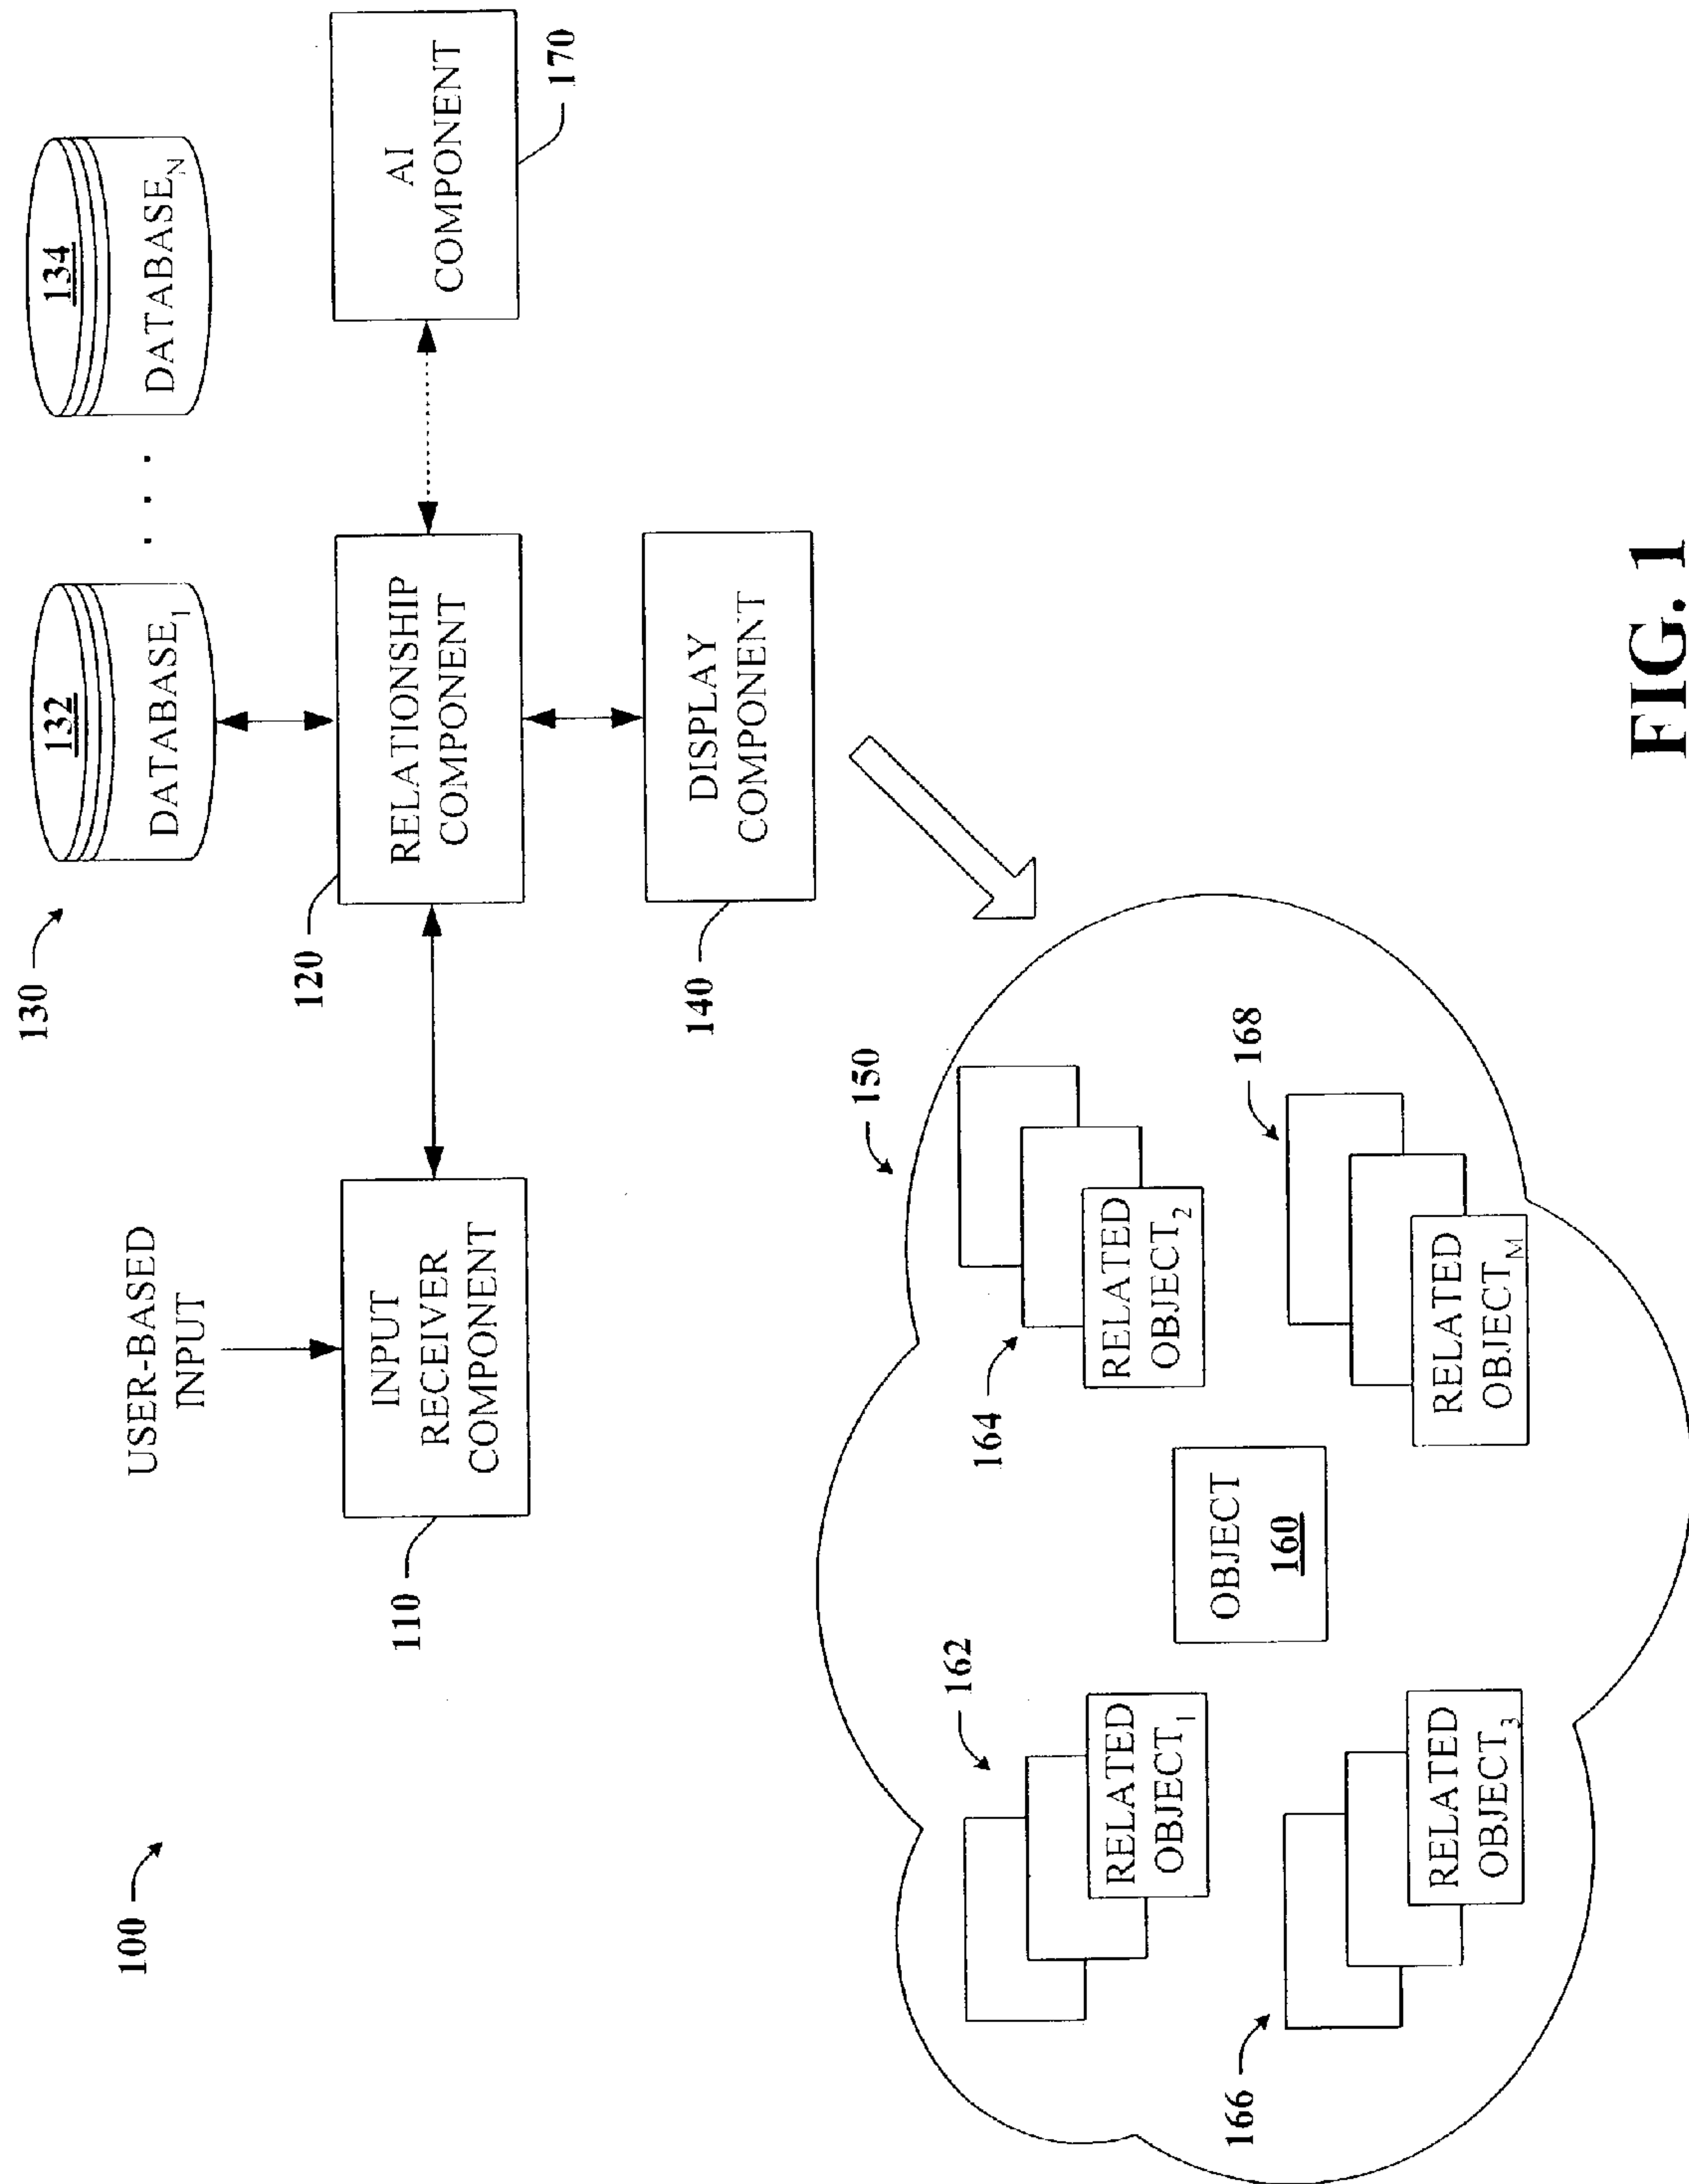 100
130
132
DATABASE1
. . .
134
DATABASEN
USER-BASED
INPUT
INPUT
RECEIVER
COMPONENT
110
120
RELATIONSHIP
COMPONENT
AI
COMPONENT
170
140
DISPLAY
COMPONENT
150
162
RELATED
OBJECT1
164
RELATED
OBJECT2
OBJECT
160
166
RELATED
OBJECT3
168
RELATED
OBJECTM
FIG. 1